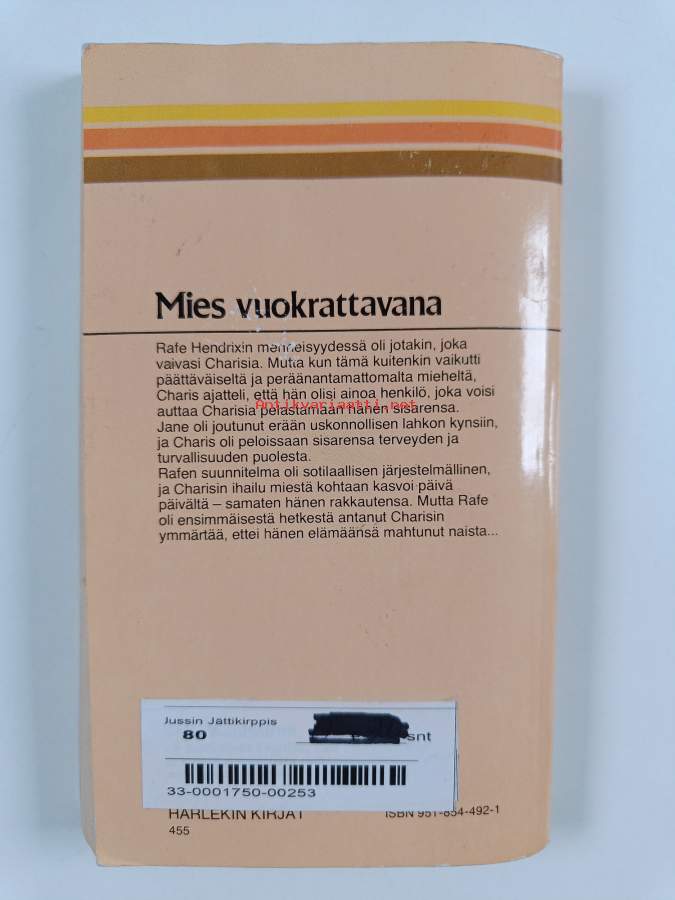 Mies vuokrattavana
Rafe Hendrixin menneisyydessä oli jotakin, joka
vaivasi Charisia. Mutta kun tämä kuitenkin vaikutti
päättäväiseltä ja peräänantamattomalta mieheltä,
Charis ajatteli, että hän olisi ainoa henkilö, joka voisi
Antikvariaatti.net
auttaa Charisia pelastamaan hänen sisarensa.
Jane oli joutunut erään uskonnollisen lahkon kynsiin,
ja Charis oli peloissaan sisarensa terveyden ja
turvallisuuden puolesta.
Rafen suunnitelma oli sotilaallisen järjestelmällinen,
ja Charisin ihailu miestä kohtaan kasvoi päivä
päivältä – samaten hänen rakkautensa. Mutta Rafe
oli ensimmäisestä hetkestä antanut Charisin
ymmärtää, ettei hänen elämäänsä mahtunut naista...
Jussin Jättikirppis
80 snt
33-0001750-00253
HARLEKIN KIRJAT ISBN 951-854-492-1
455